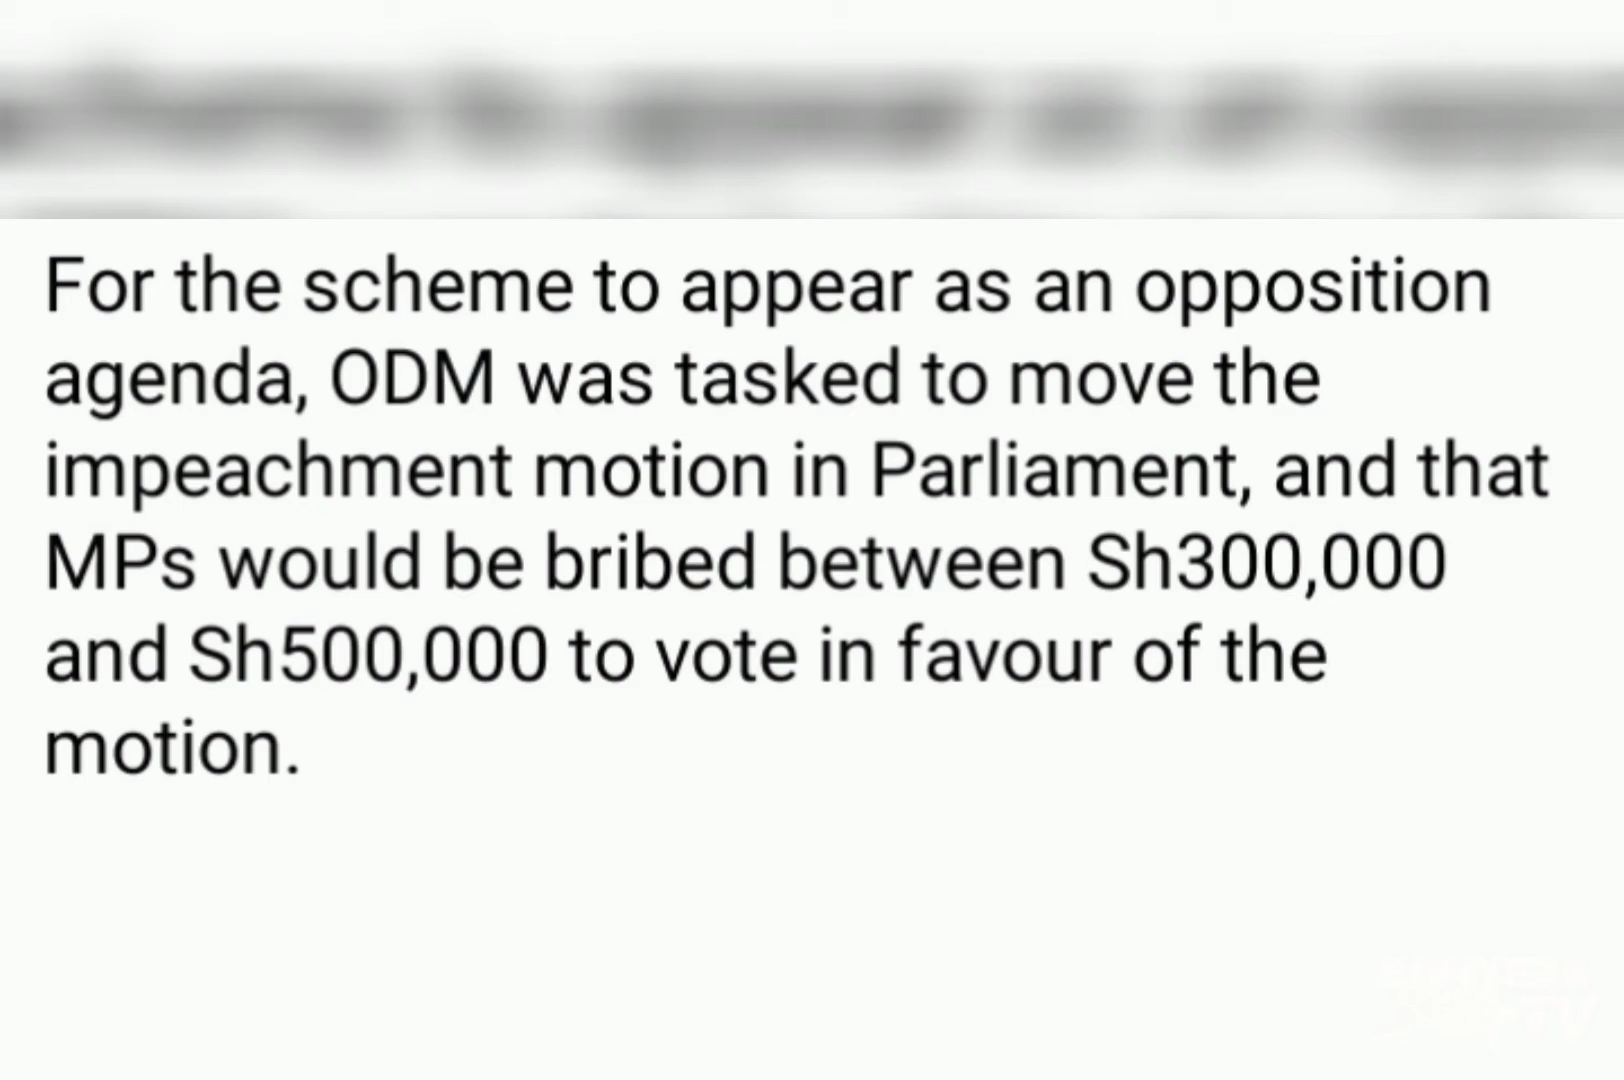 For the scheme to appear as an opposition
agenda, ODM was tasked to move the
impeachment motion in Parliament, and that
MPs would be bribed between Sh300,000
and Sh500,000 to vote in favour of the
motion.